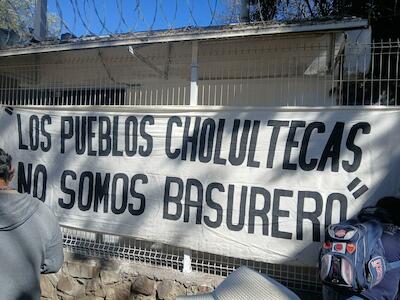 "LOS PUEBLOS CHOLULTECAS
NO SOMOS BASURERO"